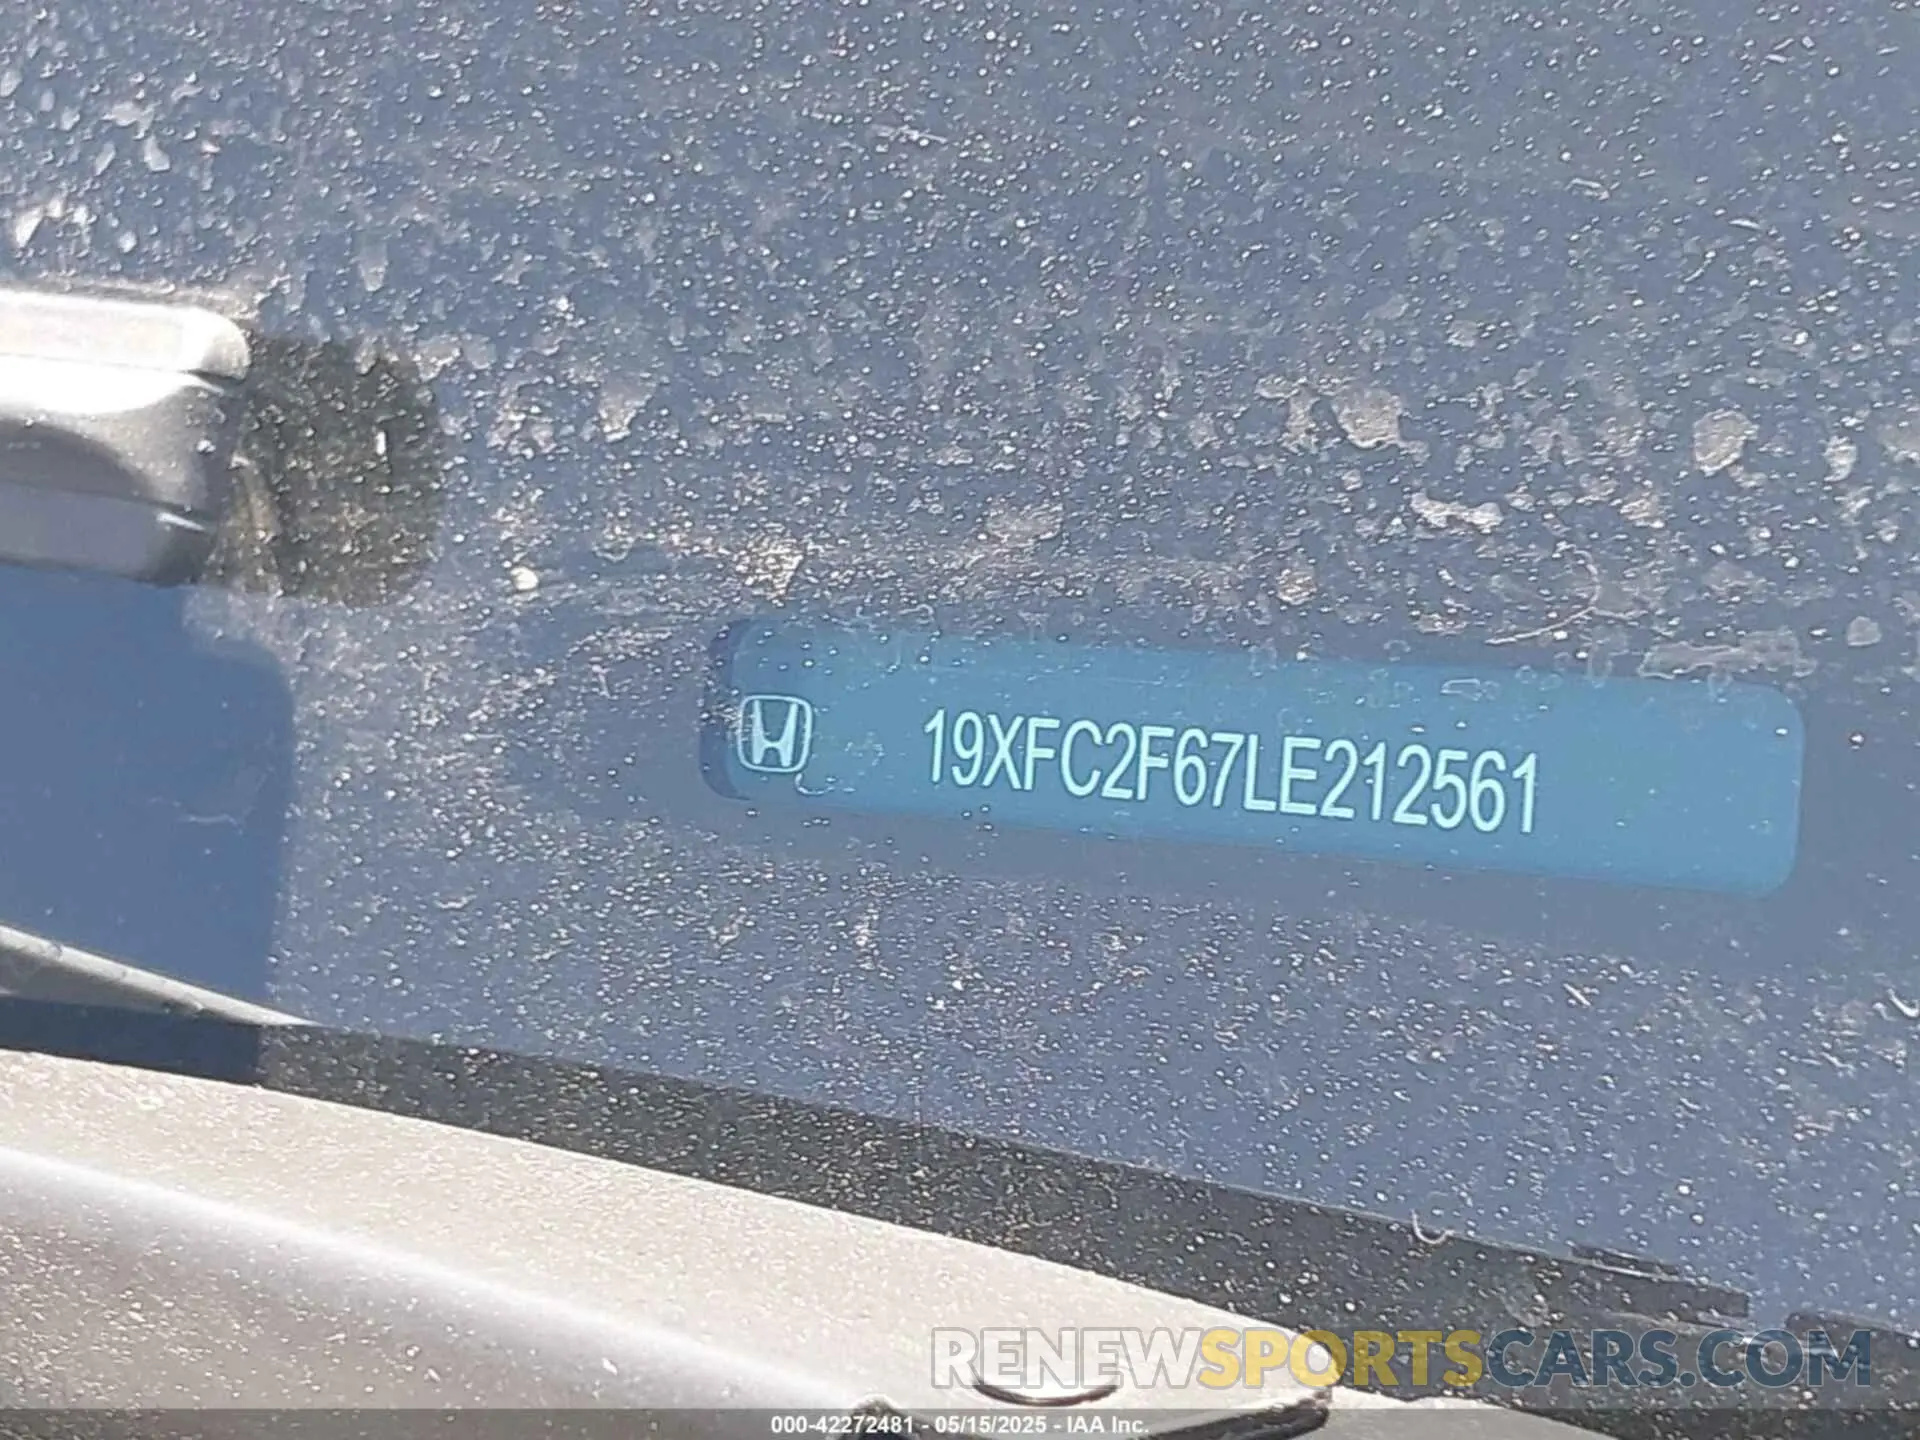 19XFC2F67LE212561
RENEWSPORTSCARS.COM
000-42272481 - 05/15/2025 - IAA Inc.